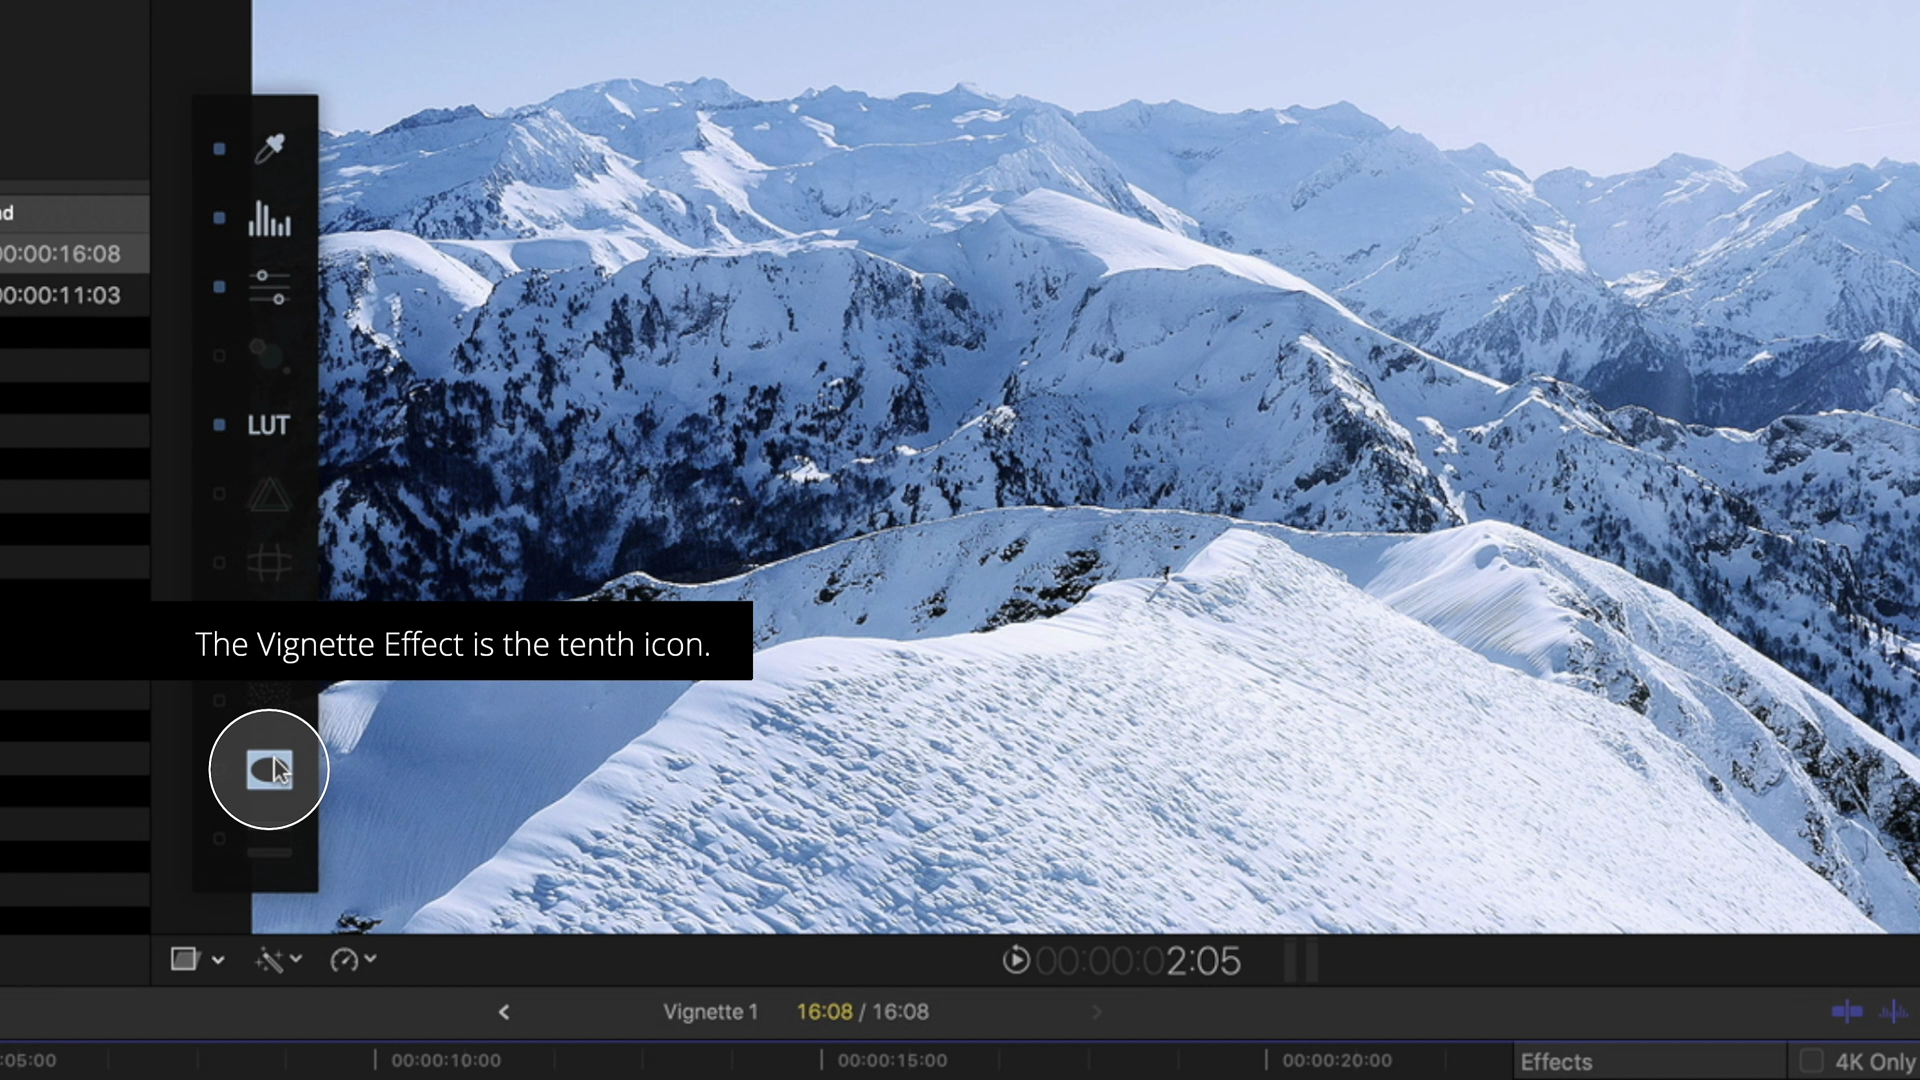 d
00:00:16:08
00:00:11:03
LUT
The Vignette Effect is the tenth icon.
00:00:02:05
Vignette 1
16:08 / 16:08
:05:00
00:00:10:00
00:00:15:00
00:00:20:00
Effects
4K Only